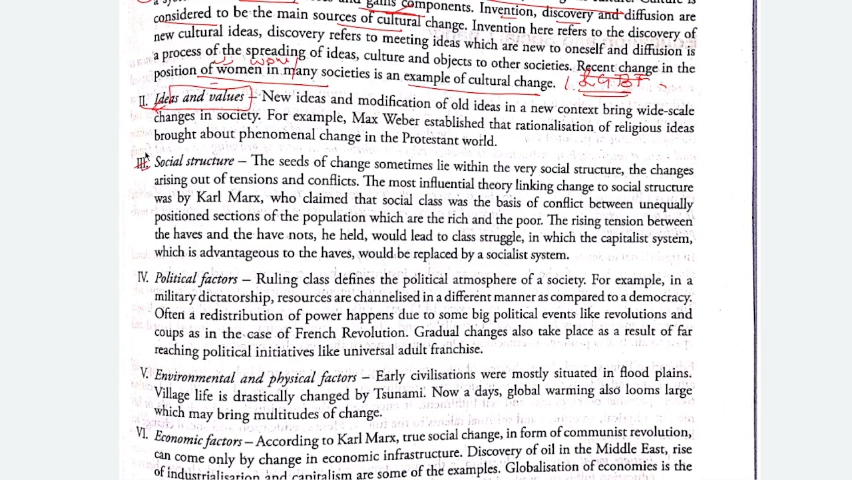 gains components. Invention, discovery and diffusion are
considered to be the main sources of cultural change. Invention here refers to the discovery of
new cultural ideas, discovery refers to meeting ideas which are new to oneself and diffusion is
a process of the spreading of ideas, culture and objects to other societies. Recent change in the
position of women in many societies is an example of cultural change.
II. Ideas and values – New ideas and modification of old ideas in a new context bring wide-scale
changes in society. For example, Max Weber established that rationalisation of religious ideas
brought about phenomenal change in the Protestant world.
III. Social structure – The seeds of change sometimes lie within the very social structure, the changes
arising out of tensions and conflicts. The most influential theory linking change to social structure
was by Karl Marx, who claimed that social class was the basis of conflict between unequally
positioned sections of the population which are the rich and the poor. The rising tension between
the haves and the have nots, he held, would lead to class struggle, in which the capitalist system,
which is advantageous to the haves, would be replaced by a socialist system.
IV. Political factors – Ruling class defines the political atmosphere of a society. For example, in a
military dictatorship, resources are channelised in a different manner as compared to a democracy.
Often a redistribution of power happens due to some big political events like revolutions and
coups as in the case of French Revolution. Gradual changes also take place as a result of far
reaching political initiatives like universal adult franchise.
V. Environmental and physical factors – Early civilisations were mostly situated in flood plains.
Village life is drastically changed by Tsunami. Now a days, global warming also looms large
which may bring multitudes of change.
VI. Economic factors – According to Karl Marx, true social change, in form of communist revolution,
can come only by change in economic infrastructure. Discovery of oil in the Middle East, rise
of industrialisation and capitalism are some of the examples. Globalisation of economies is the